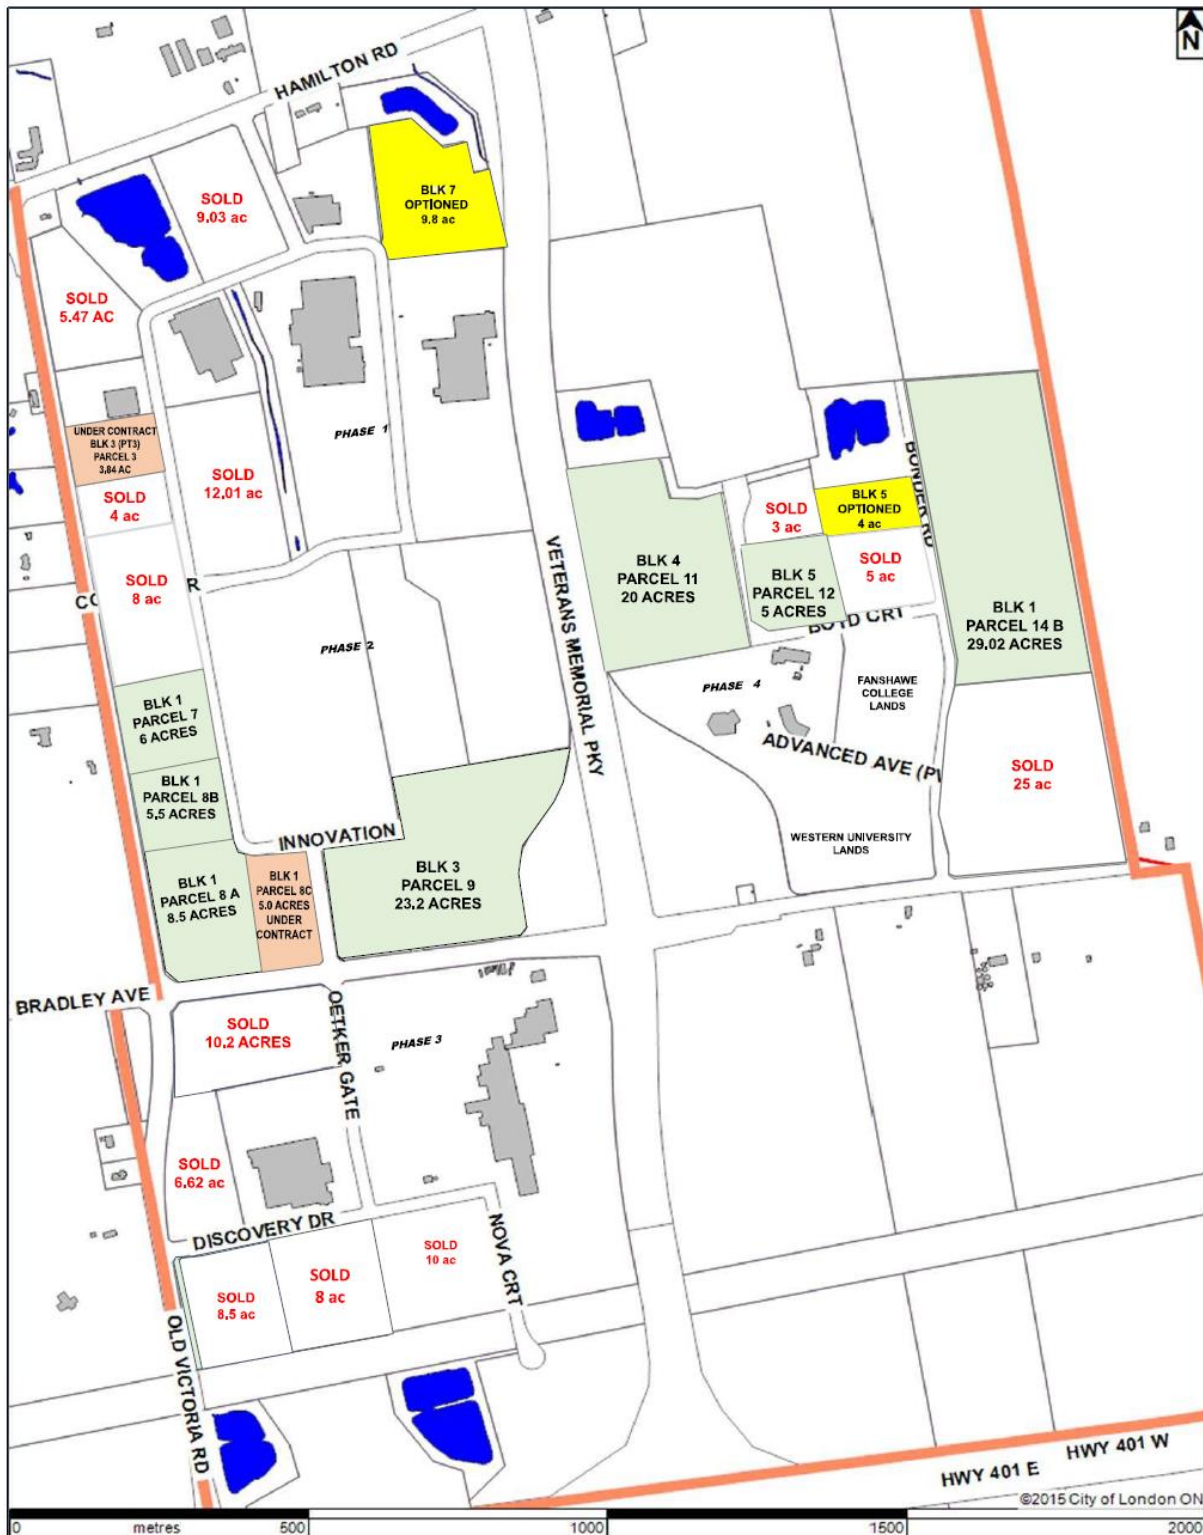 N
HAMILTON RD
SOLD
9.03 ac
BLK 7
OPTIONED
9.8 ac
SOLD
5.47 AC
UNDER CONTRACT
BLK 3 (PT3)
PARCEL 3
3.84 AC
PHASE 1
SOLD
12.01 ac
SOLD
4 ac
SOLD
8 ac
CO
R
VETERANS MEMORIAL PKY
BLK 4
PARCEL 11
20 ACRES
SOLD
3 ac
BLK 5
OPTIONED
4 ac
BONDER RD
BLK 5
PARCEL 12
5 ACRES
SOLD
5 ac
BOYD CRT
BLK 1
PARCEL 14 B
29.02 ACRES
PHASE 2
PHASE 4
FANSHAWE
COLLEGE
LANDS
ADVANCED AVE (PV
SOLD
25 ac
WESTERN UNIVERSITY
LANDS
BLK 1
PARCEL 7
6 ACRES
BLK 1
PARCEL 8B
5.5 ACRES
INNOVATION
BLK 1
PARCEL 8 A
8.5 ACRES
BLK 1
PARCEL 8C
5.0 ACRES
UNDER
CONTRACT
BLK 3
PARCEL 9
23.2 ACRES
BRADLEY AVE
SOLD
10.2 ACRES
OETKER GATE
PHASE 3
SOLD
6.62 ac
DISCOVERY DR
SOLD
8.5 ac
SOLD
8 ac
SOLD
10 ac
NOVA CRT
OLD VICTORIA RD
HWY 401 E
HWY 401 W
©2015 City of London ON
0 metres 500 1000 1500 2000